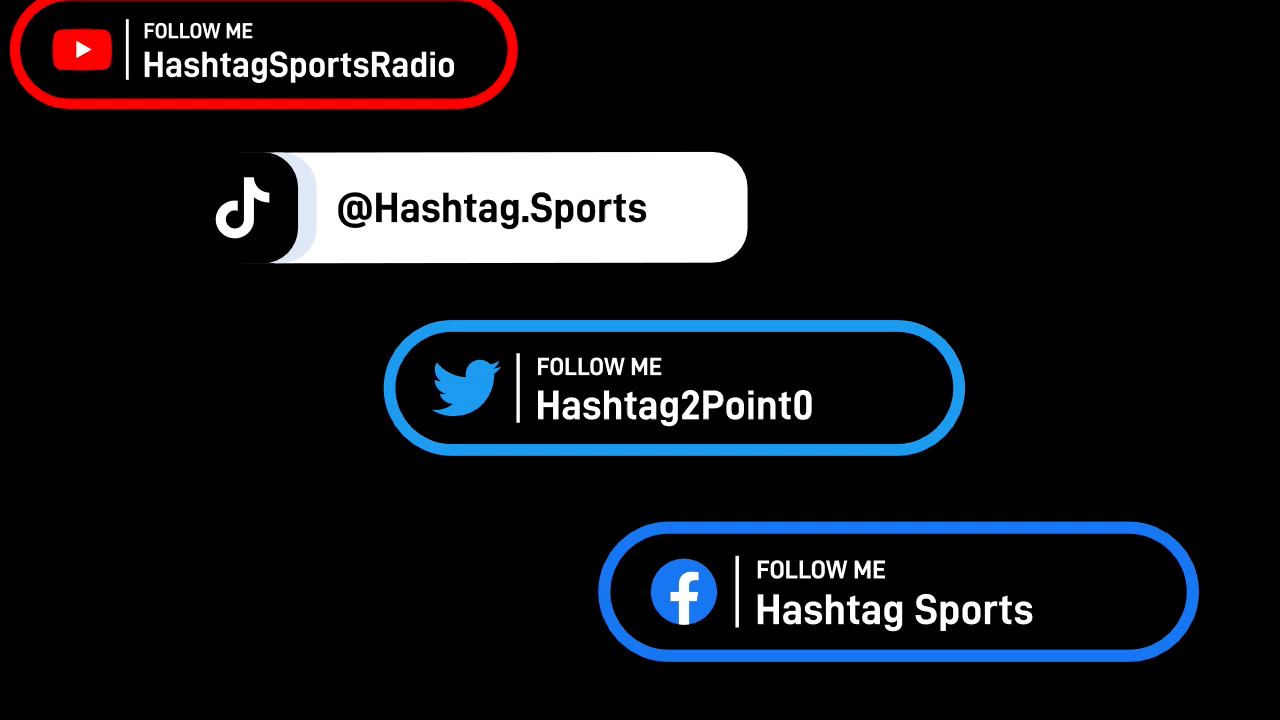 FOLLOW ME
HashtagSportsRadio
@Hashtag.Sports
FOLLOW ME
Hashtag2Point0
FOLLOW ME
Hashtag Sports